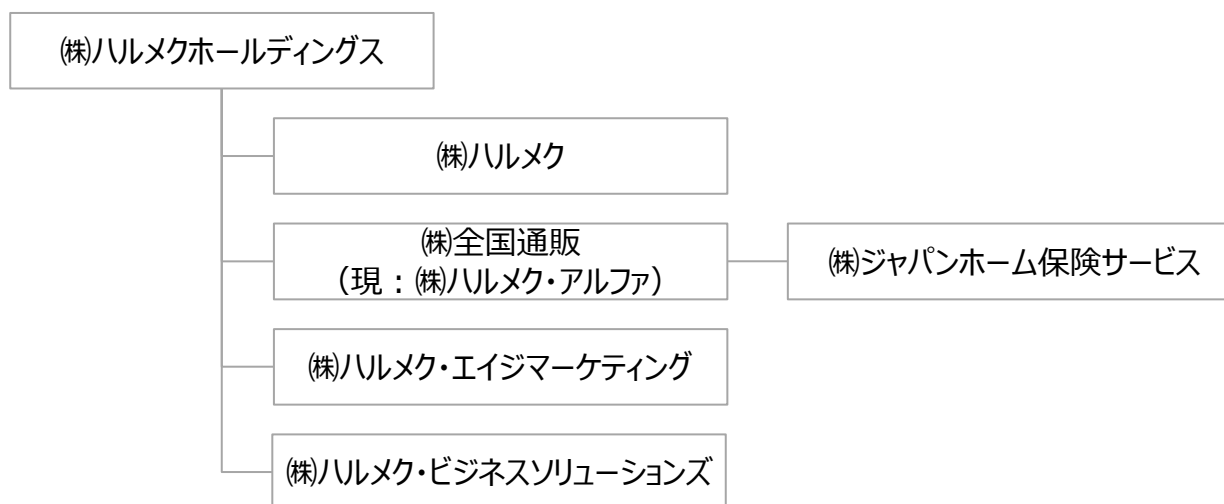 ㈱ハルメクホールディングス
㈱ハルメク
㈱全国通販
（現：㈱ハルメク・アルファ）
㈱ジャパンホーム保険サービス
㈱ハルメク・エイジマーケティング
㈱ハルメク・ビジネスソリューションズ